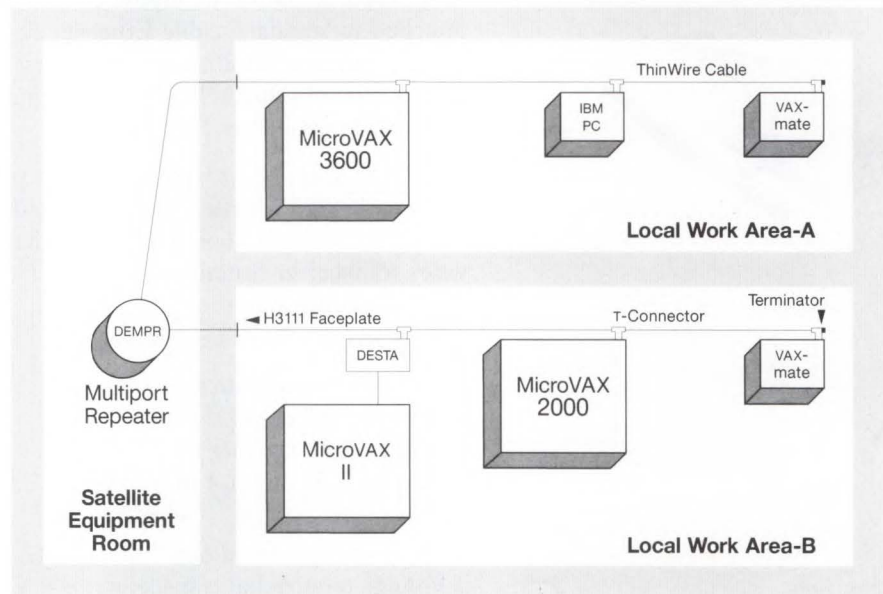 ThinWire Cable
MicroVAX
3600
IBM
PC
VAX-
mate
Local Work Area-A
DEMPR
Multiport
Repeater
Satellite
Equipment
Room
H3111 Faceplate
T-Connector
Terminator
DESTA
MicroVAX
II
MicroVAX
2000
VAX-
mate
Local Work Area-B